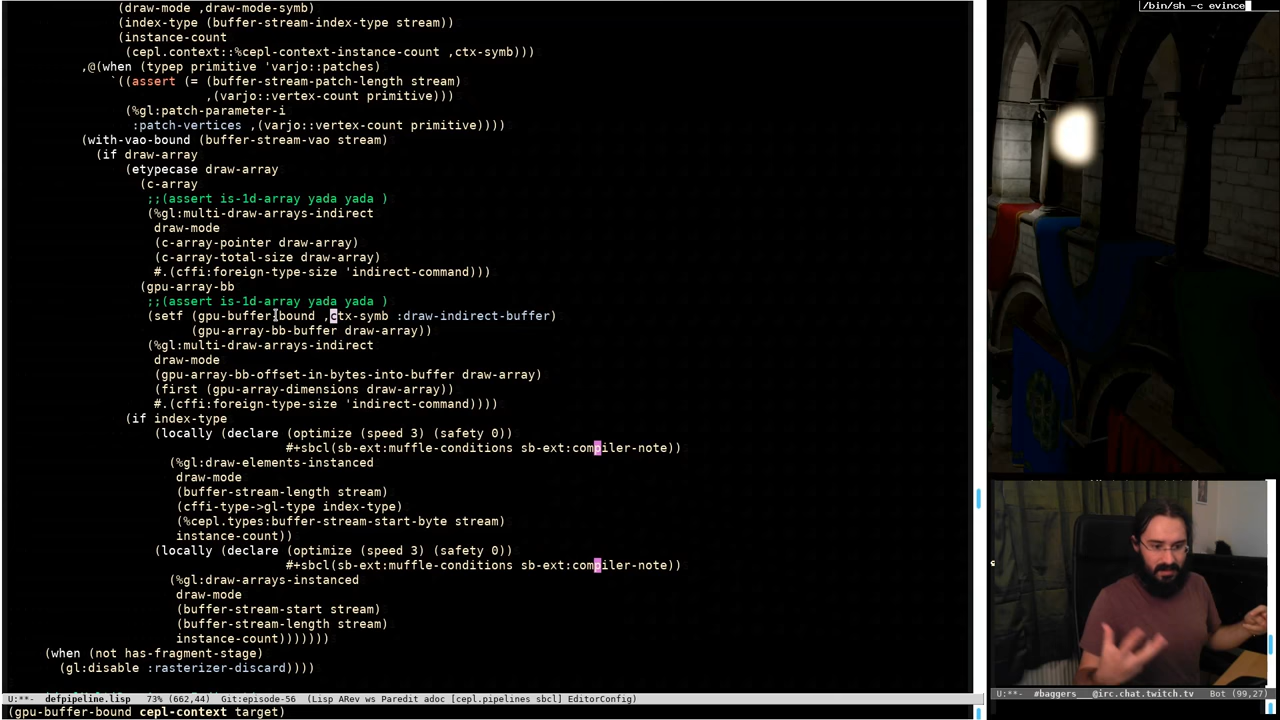 (draw-mode ,draw-mode-symb)
(index-type (buffer-stream-index-type stream))
(instance-count
(cepl.context::%cepl-context-instance-count ,ctx-symb)))
,@(when (typep primitive 'varjo::patches)
`((assert (= (buffer-stream-patch-length stream)
,(varjo::vertex-count primitive)))
(%gl:patch-parameter-i
:patch-vertices ,(varjo::vertex-count primitive))))
(with-vao-bound (buffer-stream-vao stream)
(if draw-array
(etypecase draw-array
(c-array
;;(assert is-1d-array yada yada )
(%gl:multi-draw-arrays-indirect
draw-mode
(c-array-pointer draw-array)
(c-array-total-size draw-array)
#.(cffi:foreign-type-size 'indirect-command)))
(gpu-array-bb
;;(assert is-1d-array yada yada )
(setf (gpu-buffer-bound ,ctx-symb :draw-indirect-buffer)
(gpu-array-bb-buffer draw-array))
(%gl:multi-draw-arrays-indirect
draw-mode
(gpu-array-bb-offset-in-bytes-into-buffer draw-array)
(first (gpu-array-dimensions draw-array))
#.(cffi:foreign-type-size 'indirect-command))))
(if index-type
(locally (declare (optimize (speed 3) (safety 0))
#+sbcl(sb-ext:muffle-conditions sb-ext:compiler-note))
(%gl:draw-elements-instanced
draw-mode
(buffer-stream-length stream)
(cffi-type->gl-type index-type)
(%cepl.types:buffer-stream-start-byte stream)
instance-count))
(locally (declare (optimize (speed 3) (safety 0))
#+sbcl(sb-ext:muffle-conditions sb-ext:compiler-note))
(%gl:draw-arrays-instanced
draw-mode
(buffer-stream-start stream)
(buffer-stream-length stream)
instance-count)))))))
(when (not has-fragment-stage)
(gl:disable :rasterizer-discard))))
U:**- defpipeline.lisp 73% (662,44) Git:episode-56 (Lisp ARev ws Paredit adoc [cepl.pipelines sbcl] EditorConfig)
(gpu-buffer-bound cepl-context target)
/bin/sh -c evince
U:**- #baggers__@irc.chat.twitch.tv Bot (99,27)